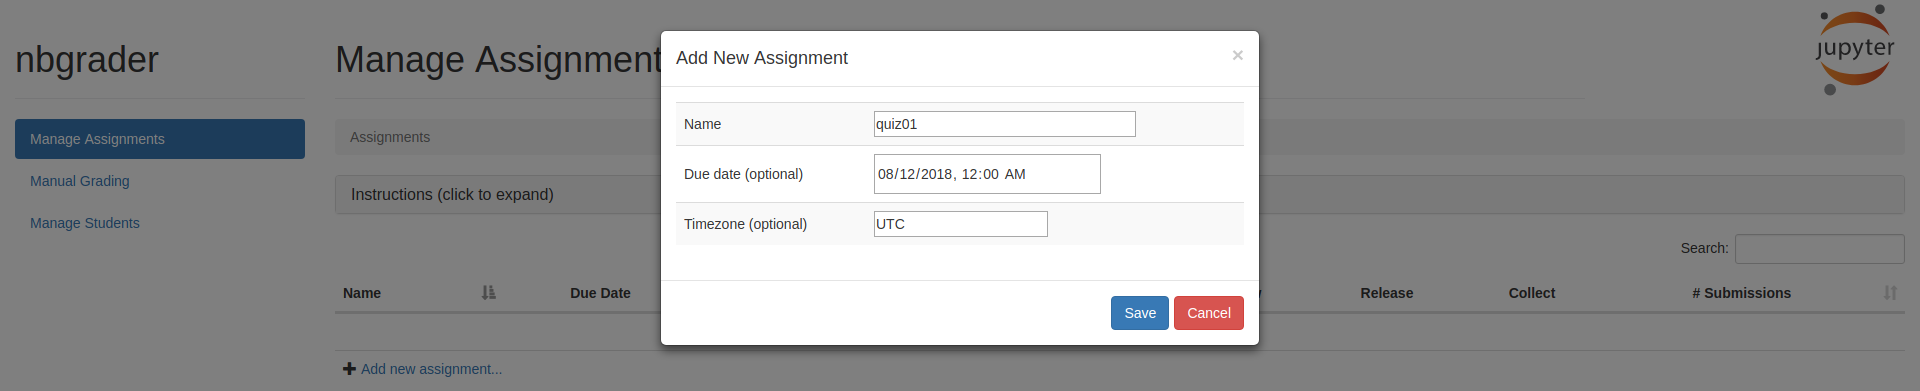 nbgrader
Manage Assignment
Add New Assignment
×
jupyter
Manage Assignments
Manual Grading
Manage Students
Assignments
Instructions (click to expand)
Name quiz01
Due date (optional) 08/12/2018, 12:00 AM
Timezone (optional) UTC
Search:
Name Due Date Release Collect # Submissions
Save Cancel
Add new assignment...